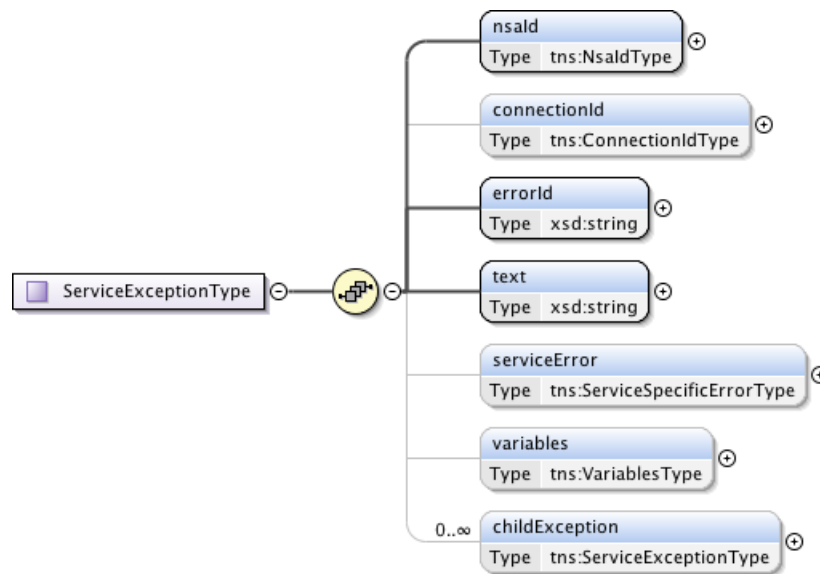 nsaId
Type tns:NsaIdType
connectionId
Type tns:ConnectionIdType
errorId
Type xsd:string
ServiceExceptionType
text
Type xsd:string
serviceError
Type tns:ServiceSpecificErrorType
variables
Type tns:VariablesType
0..∞
childException
Type tns:ServiceExceptionType